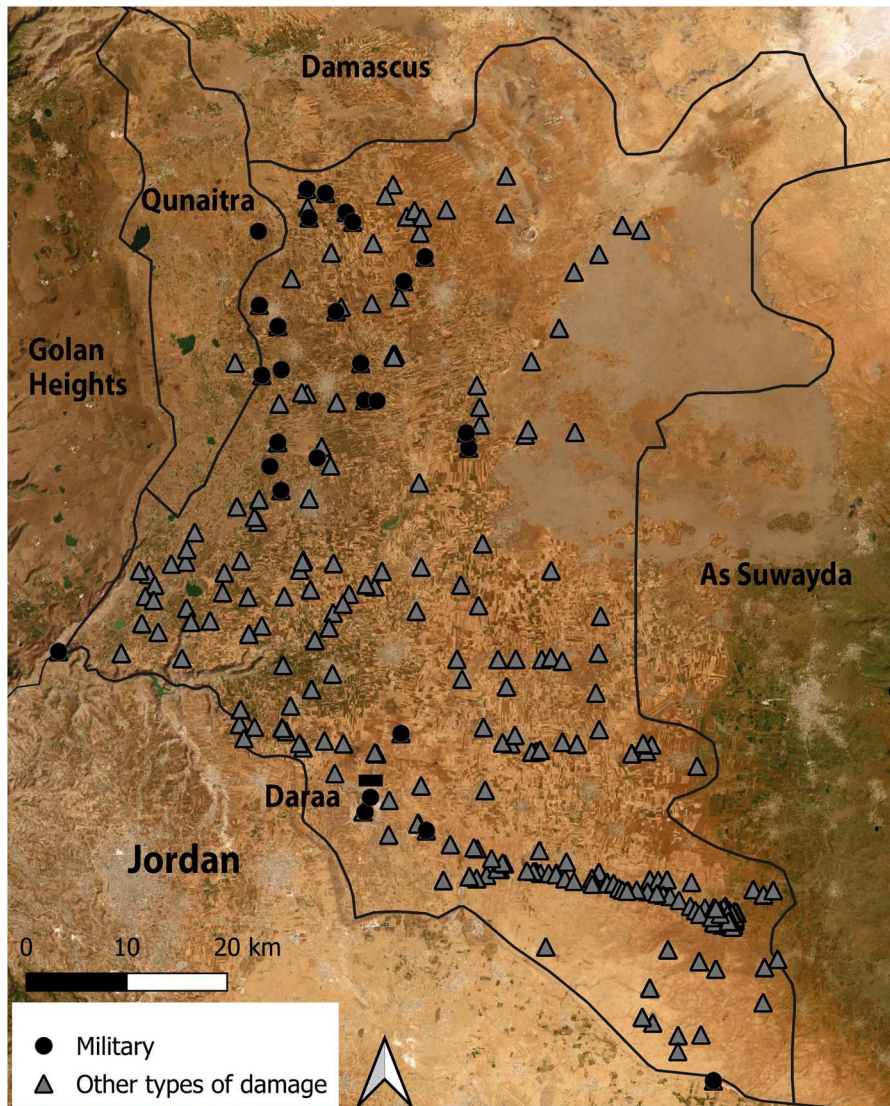 Damascus
Qunaitra
Golan
Heights
As Suwayda
Daraa
Jordan
0 10 20 km
Military
Other types of damage